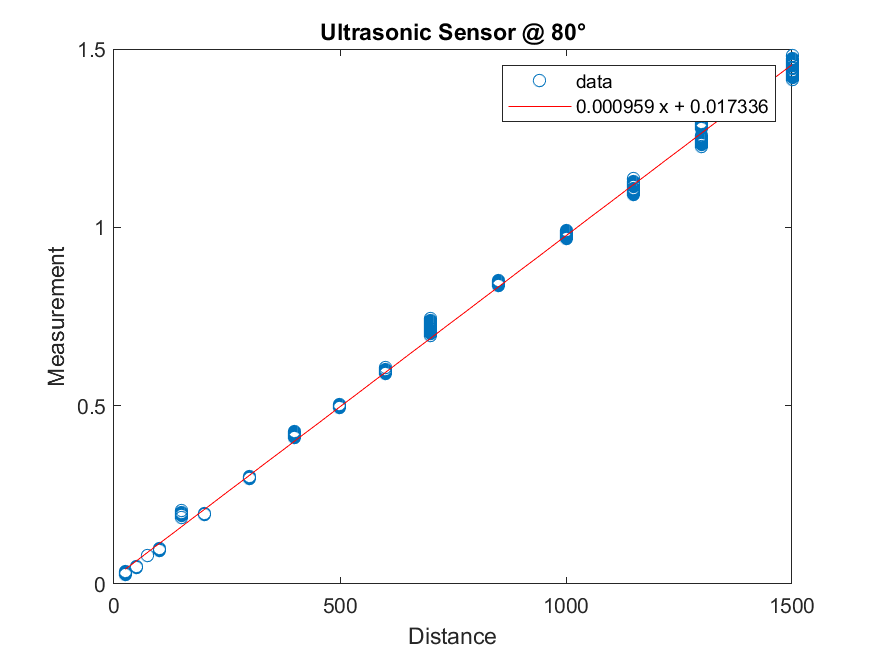 Ultrasonic Sensor @ 80°
1.5
data
0.000959 x + 0.017336
1
Measurement
0.5
0
0
500
1000
1500
Distance